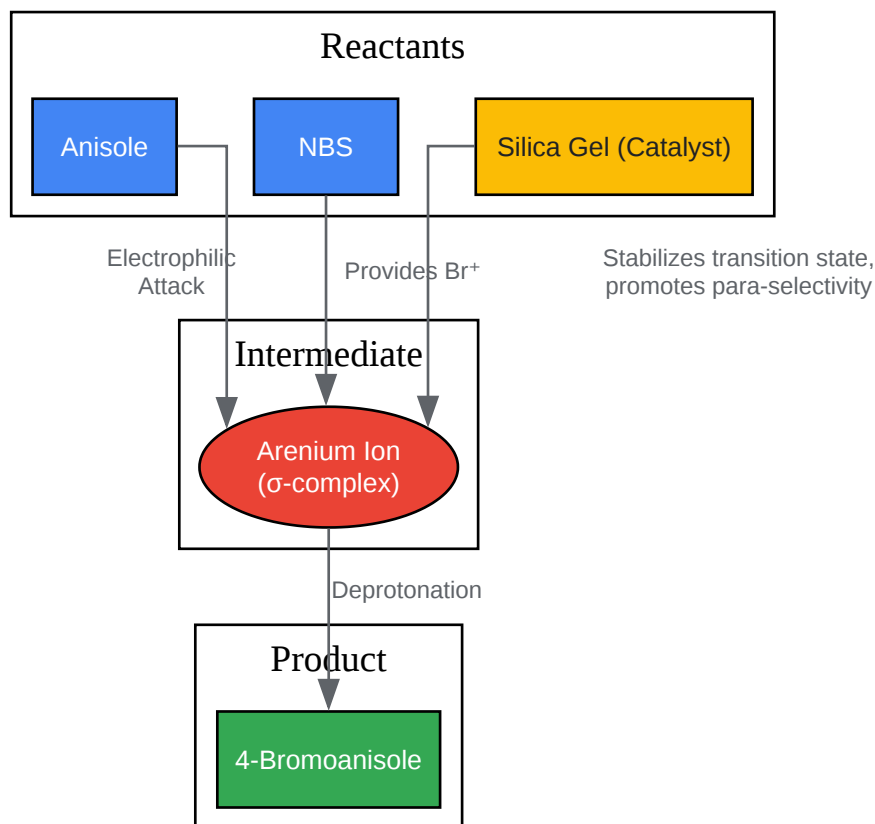 Reactants
Anisole
NBS
Silica Gel (Catalyst)
Electrophilic
Attack
Provides Br⁺
Stabilizes transition state,
promotes para-selectivity
Intermediate
Arenium Ion
(σ-complex)
Deprotonation
Product
4-Bromoanisole